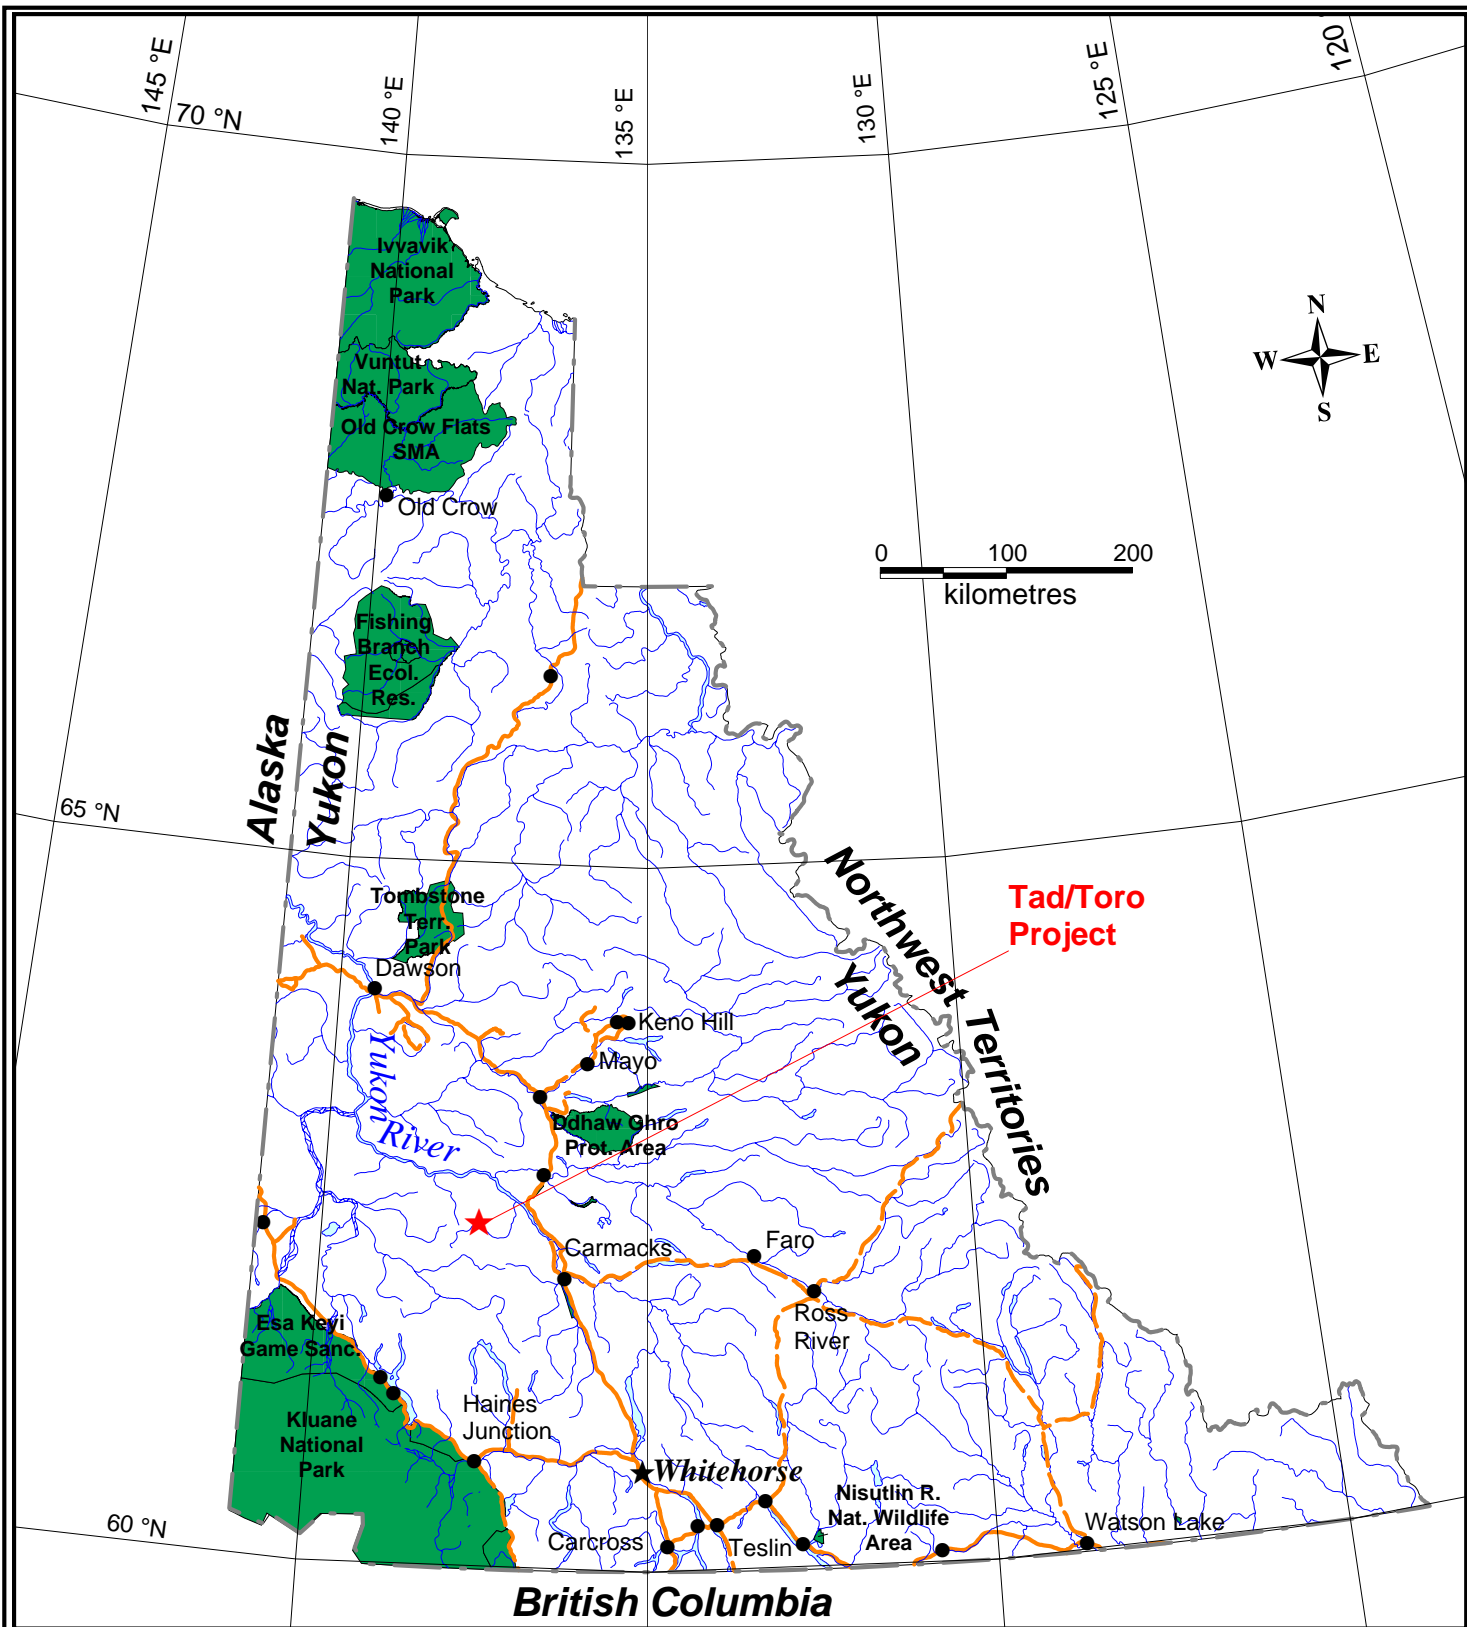 145 °E
140 °E
135 °E
130 °E
125 °E
120
70 °N
Ivvavik
National
Park
N
W
E
S
Vuntut
Nat. Park
Old Crow Flats
SMA
Old Crow
0 100 200
kilometres
Fishing
Branch
Ecol.
Res.
Alaska
Yukon
65 °N
Northwest Territories
Yukon
Tad/Toro
Project
Tombstone
Terr.
Park
Dawson
Keno Hill
Mayo
Yukon
River
Ddhaw Ghro
Prot. Area
Carmacks
Faro
Ross
River
Esa Keyi
Game Sanc.
Kluane
National
Park
Haines
Junction
Whitehorse
Nisutlin R.
Nat. Wildlife
Area
60 °N
Carcross
Teslin
Watson Lake
British Columbia